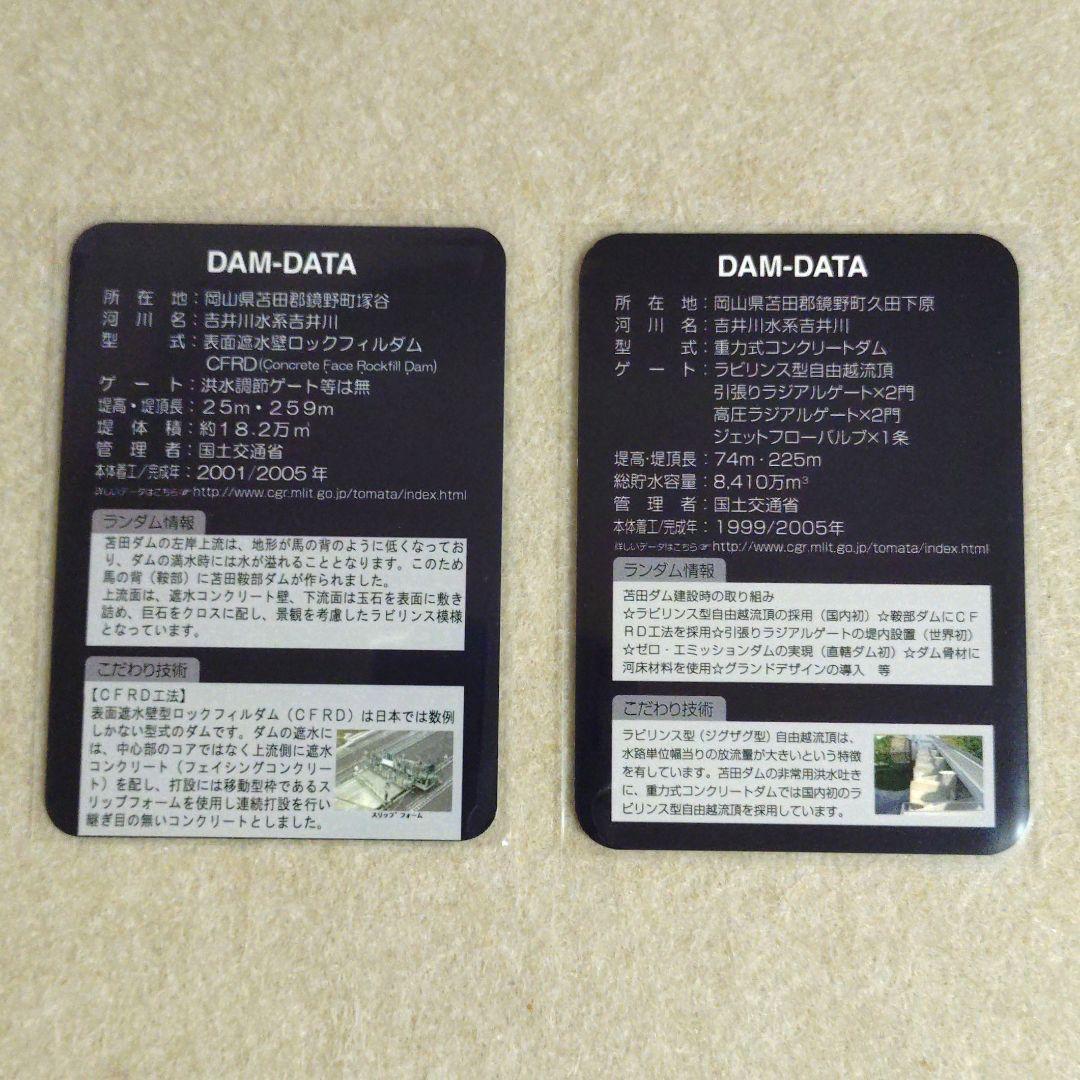 DAM-DATA
所在地：岡山県苫田郡鏡野町塚谷
河川名：吉井川水系吉井川
型式：表面遮水壁ロックフィルダム
CFRD(Concrete Face Rockfill Dam)
ゲート：洪水調節ゲート等は無
堤高・堤頂長：25m・259m
堤体積：約18.2万㎥
管理者：国土交通省
本体着工/完成年：2001/2005年
詳しいデータはこちら☞http://www.cgr.mlit.go.jp/tomata/index.html
ランダム情報
苫田ダムの左岸上流は、地形が馬の背のように低くなってお
り、ダムの満水時には水が溢れることとなります。このため
馬の背（鞍部）に苫田鞍部ダムが作られました。
上流面は、遮水コンクリート壁、下流面は玉石を表面に敷き
詰め、巨石をクロスに配し、景観を考慮したラビリンス模様
となっています。
こだわり技術
【CFRD工法】
表面遮水壁型ロックフィルダム（CFRD）は日本では数例
しかない型式のダムです。ダムの遮水に
は、中心部のコアではなく上流側に遮水
コンクリート（フェイシングコンクリー
ト）を配し、打設には移動型枠であるス
リップフォームを使用し連続打設を行い
継ぎ目の無いコンクリートとしました。
スリップフォーム
DAM-DATA
所在地：岡山県苫田郡鏡野町久田下原
河川名：吉井川水系吉井川
型式：重力式コンクリートダム
ゲート：ラビリンス型自由越流頂
引張りラジアルゲート×2門
高圧ラジアルゲート×2門
ジェットフローバルブ×1条
堤高・堤頂長：74m・225m
総貯水容量：8,410万m³
管理者：国土交通省
本体着工/完成年：1999/2005年
詳しいデータはこちら☞http://www.cgr.mlit.go.jp/tomata/index.html
ランダム情報
苫田ダム建設時の取り組み
☆ラビリンス型自由越流頂の採用（国内初）☆鞍部ダムにCF
RD工法を採用☆引張りラジアルゲートの堤内設置（世界初）
☆ゼロ・エミッションダムの実現（直轄ダム初）☆ダム骨材に
河床材料を使用☆グランドデザインの導入 等
こだわり技術
ラビリンス型（ジグザグ型）自由越流頂は、
水路単位幅当りの放流量が大きいという特徴
を有しています。苫田ダムの非常用洪水吐き
に、重力式コンクリートダムでは国内初のラ
ビリンス型自由越流頂を採用しています。